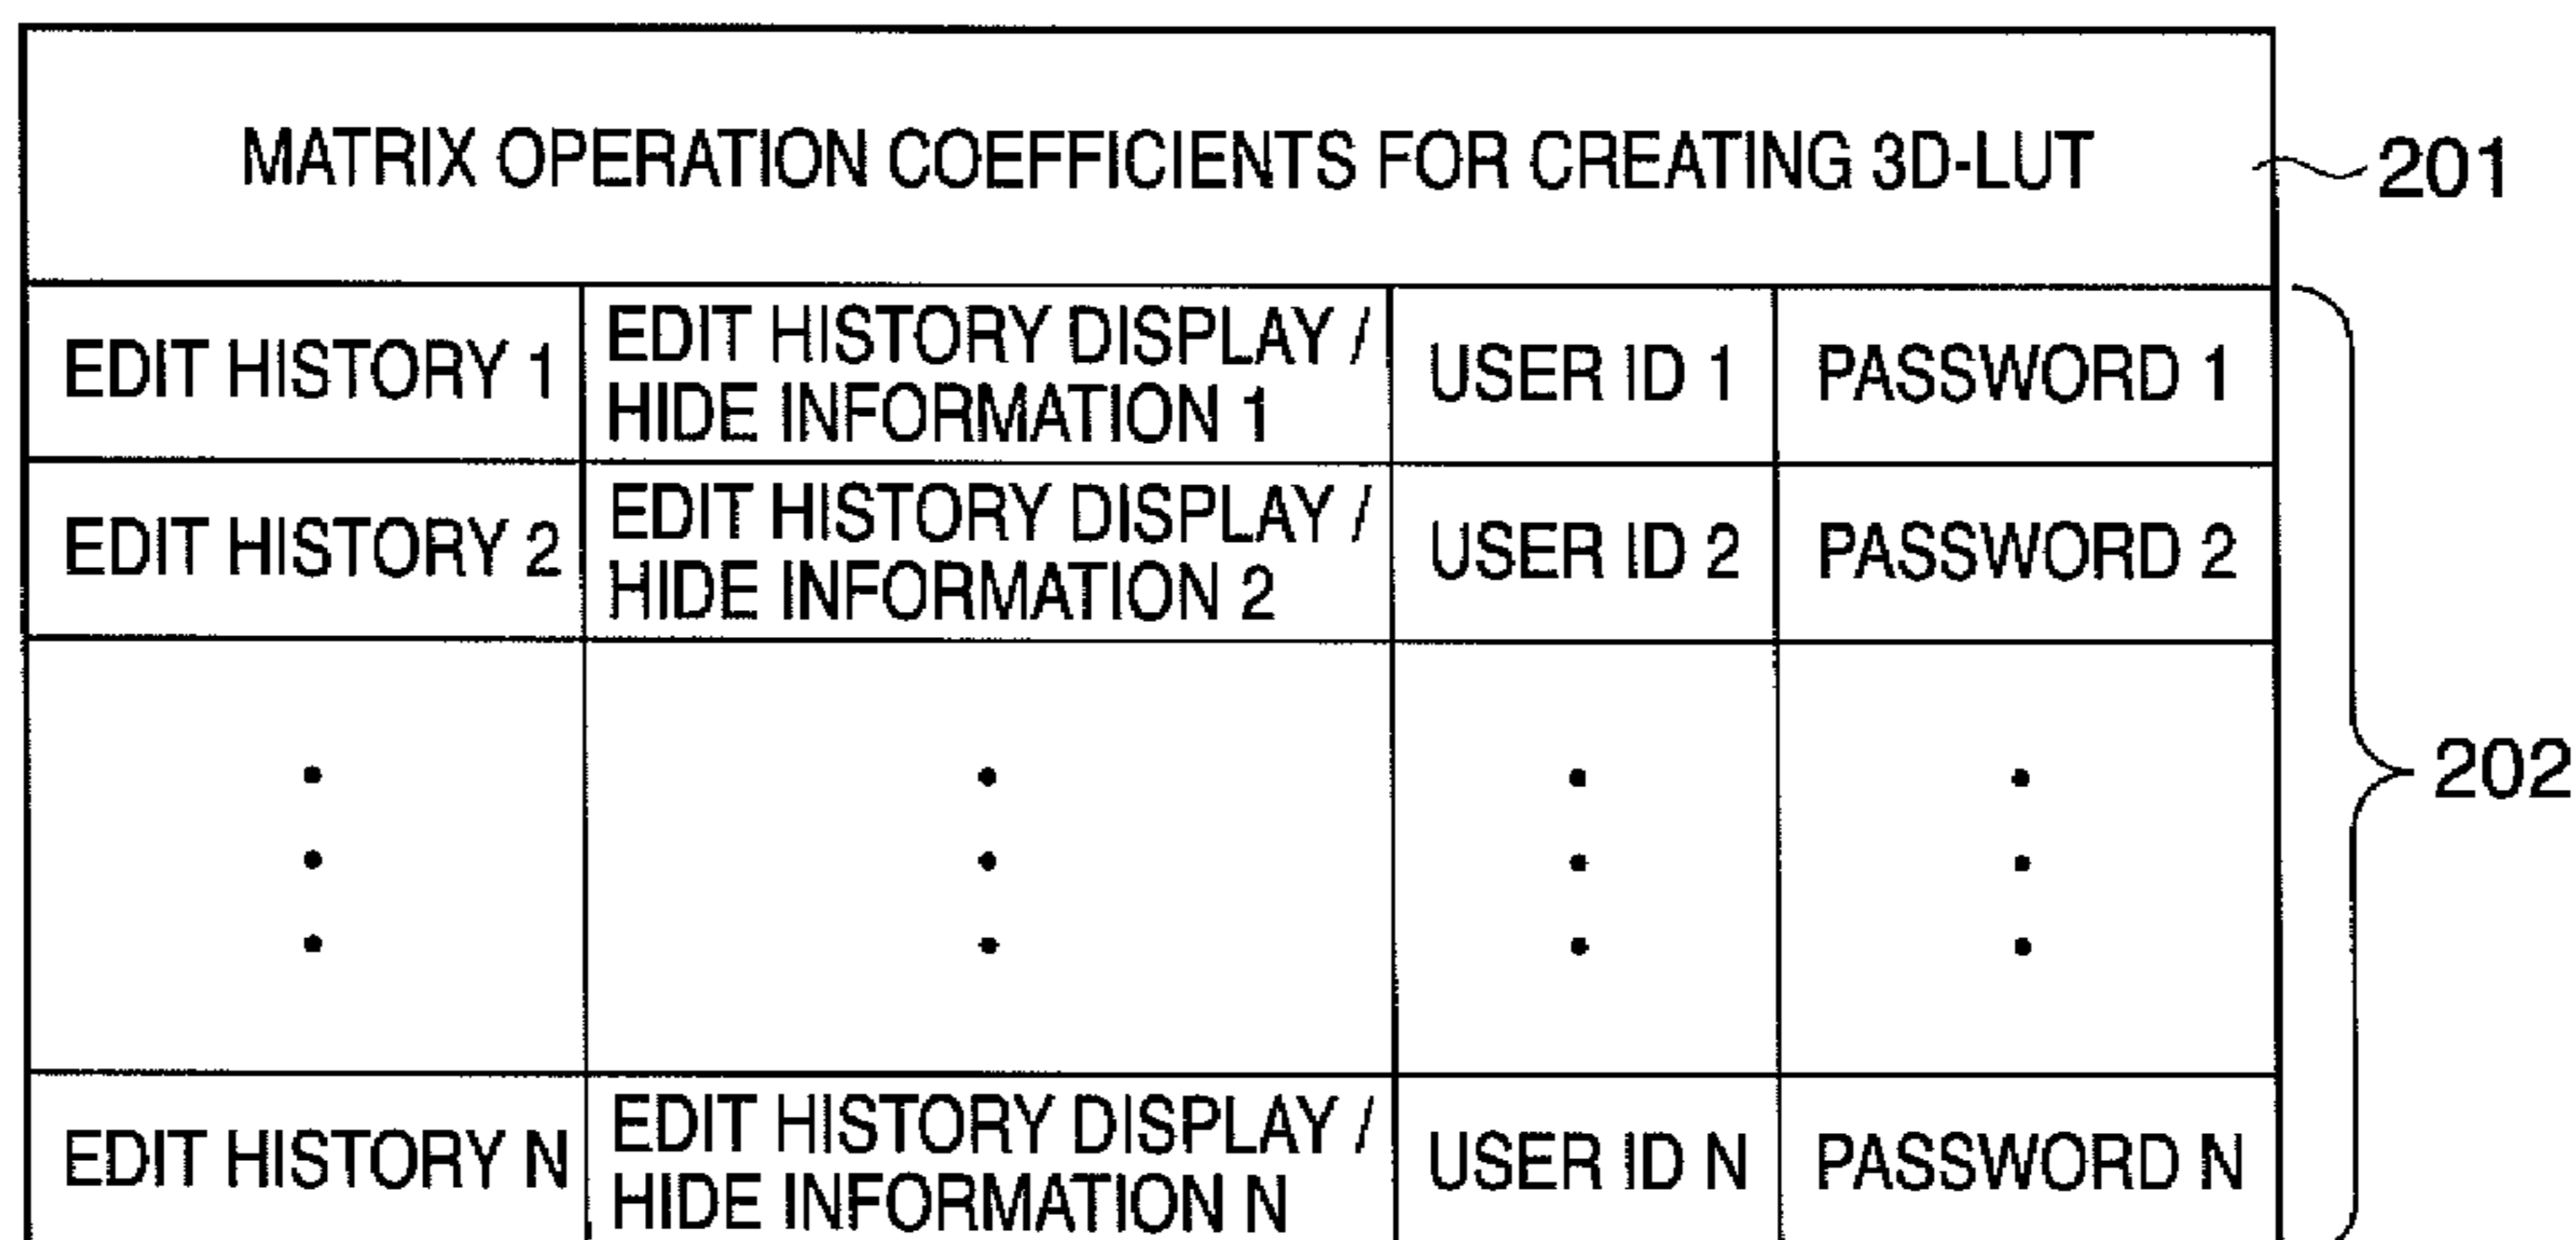 MATRIX OPERATION COEFFICIENTS FOR CREATING 3D-LUT
201
EDIT HISTORY 1
EDIT HISTORY DISPLAY /
HIDE INFORMATION 1
USER ID 1
PASSWORD 1
EDIT HISTORY 2
EDIT HISTORY DISPLAY /
HIDE INFORMATION 2
USER ID 2
PASSWORD 2
202
EDIT HISTORY N
EDIT HISTORY DISPLAY /
HIDE INFORMATION N
USER ID N
PASSWORD N